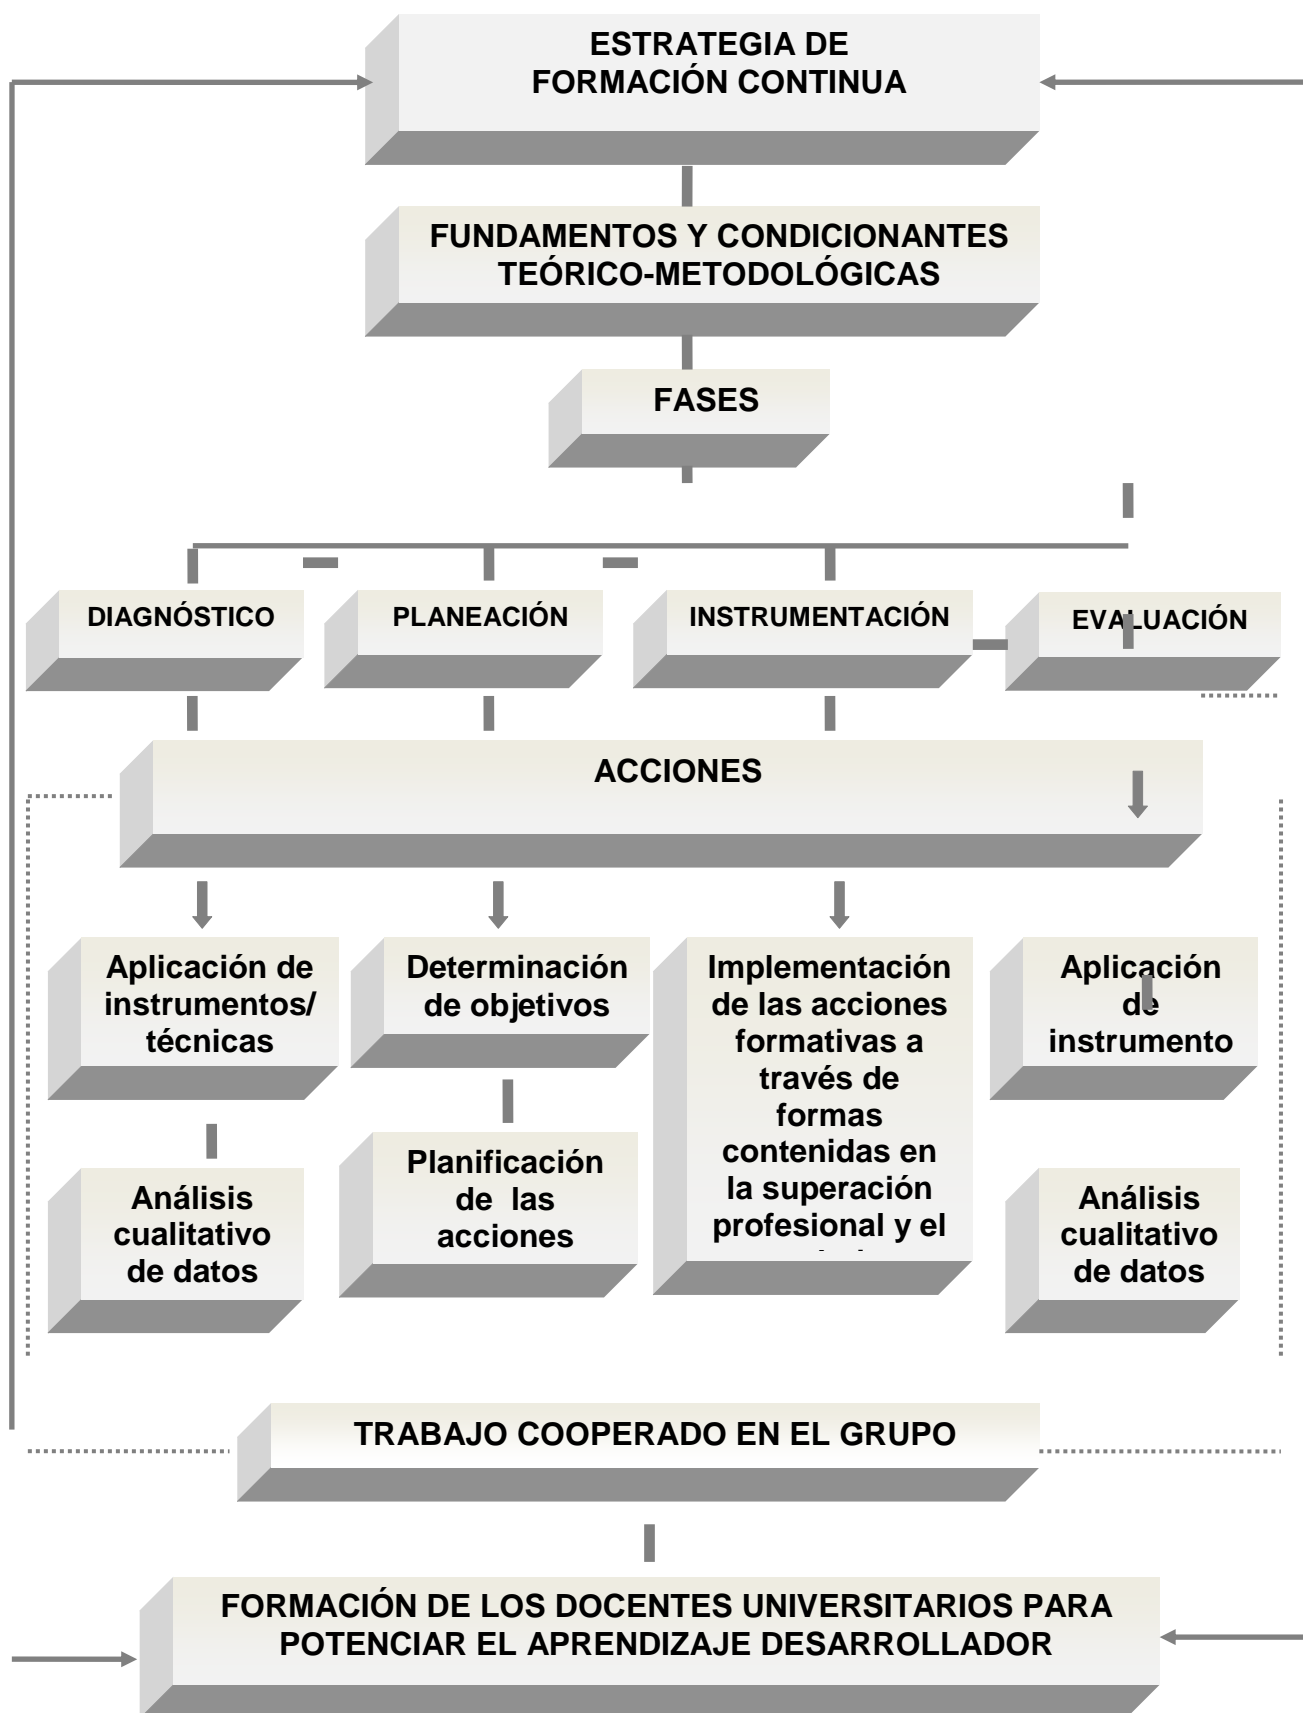 ESTRATEGIA DE
FORMACIÓN CONTINUA
FUNDAMENTOS Y CONDICIONANTES
TEÓRICO-METODOLÓGICAS
FASES
DIAGNÓSTICO
PLANEACIÓN
INSTRUMENTACIÓN
EVALUACIÓN
ACCIONES
Aplicación de
instrumentos/
técnicas
Determinación
de objetivos
Implementación
de las acciones
formativas a
través de
formas
contenidas en
la superación
profesional y el
Aplicación
de
instrumento
Análisis
cualitativo
de datos
Planificación
de las
acciones
Análisis
cualitativo
de datos
TRABAJO COOPERADO EN EL GRUPO
FORMACIÓN DE LOS DOCENTES UNIVERSITARIOS PARA
POTENCIAR EL APRENDIZAJE DESARROLLADOR